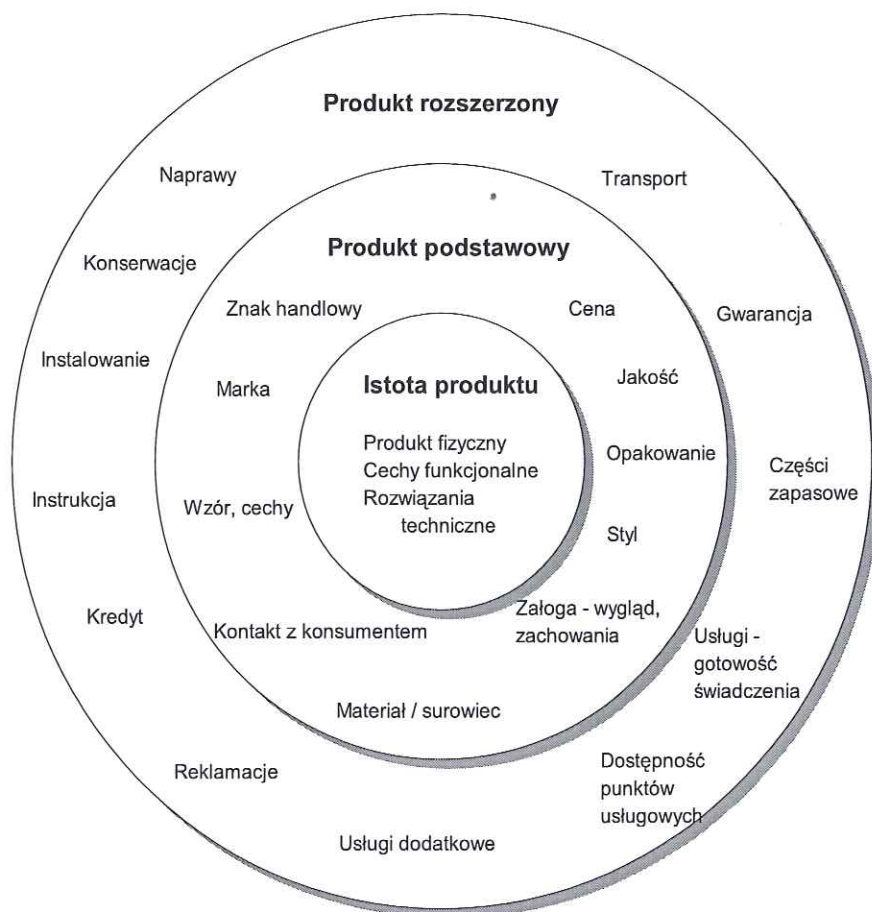 Produkt rozszerzony
Naprawy
Transport
Konserwacje
Gwarancja
Instalowanie
Części
zapasowe
Instrukcja
Kredyt
Usługi -
gotowość
świadczenia
Reklamacje
Dostępność
punktów
usługowych
Usługi dodatkowe
Produkt podstawowy
Znak handlowy
Cena
Marka
Jakość
Opakowanie
Wzór, cechy
Styl
Kontakt z konsumentem
Załoga - wygląd,
zachowania
Materiał / surowiec
Istota produktu
Produkt fizyczny
Cechy funkcjonalne
Rozwiązania
techniczne